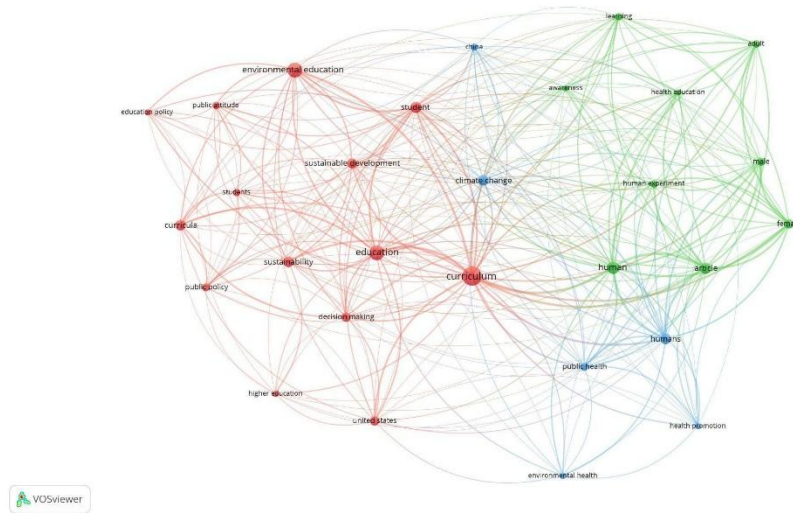 learning
adult
china
environmental education
awareness
health education
student
public attitude
education policy
sustainable development
male
climate change
human experiment
students
curricula
education
sustainability
human
article
curriculum
public policy
decision making
humans
public health
higher education
united states
health promotion
environmental health
VOSviewer